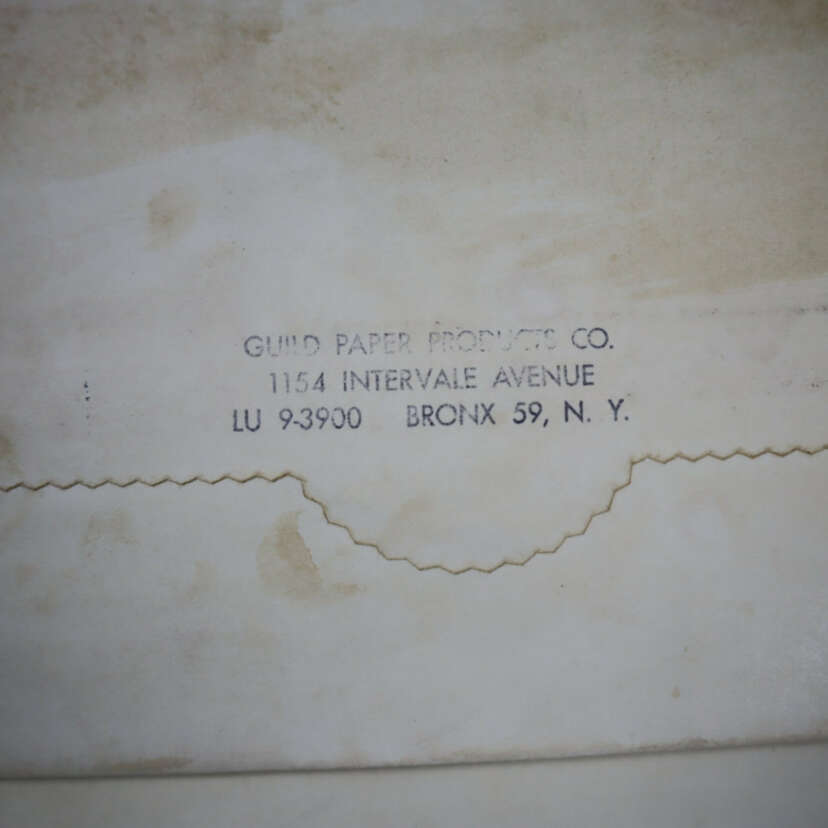 GUILD PAPER PRODUCTS CO.
1154 INTERVALE AVENUE
LU 9-3900 BRONX 59, N. Y.